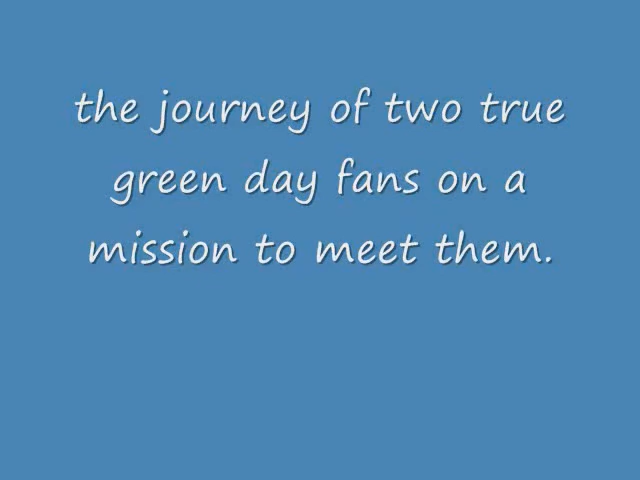 the journey of two true
green day fans on a
mission to meet them.